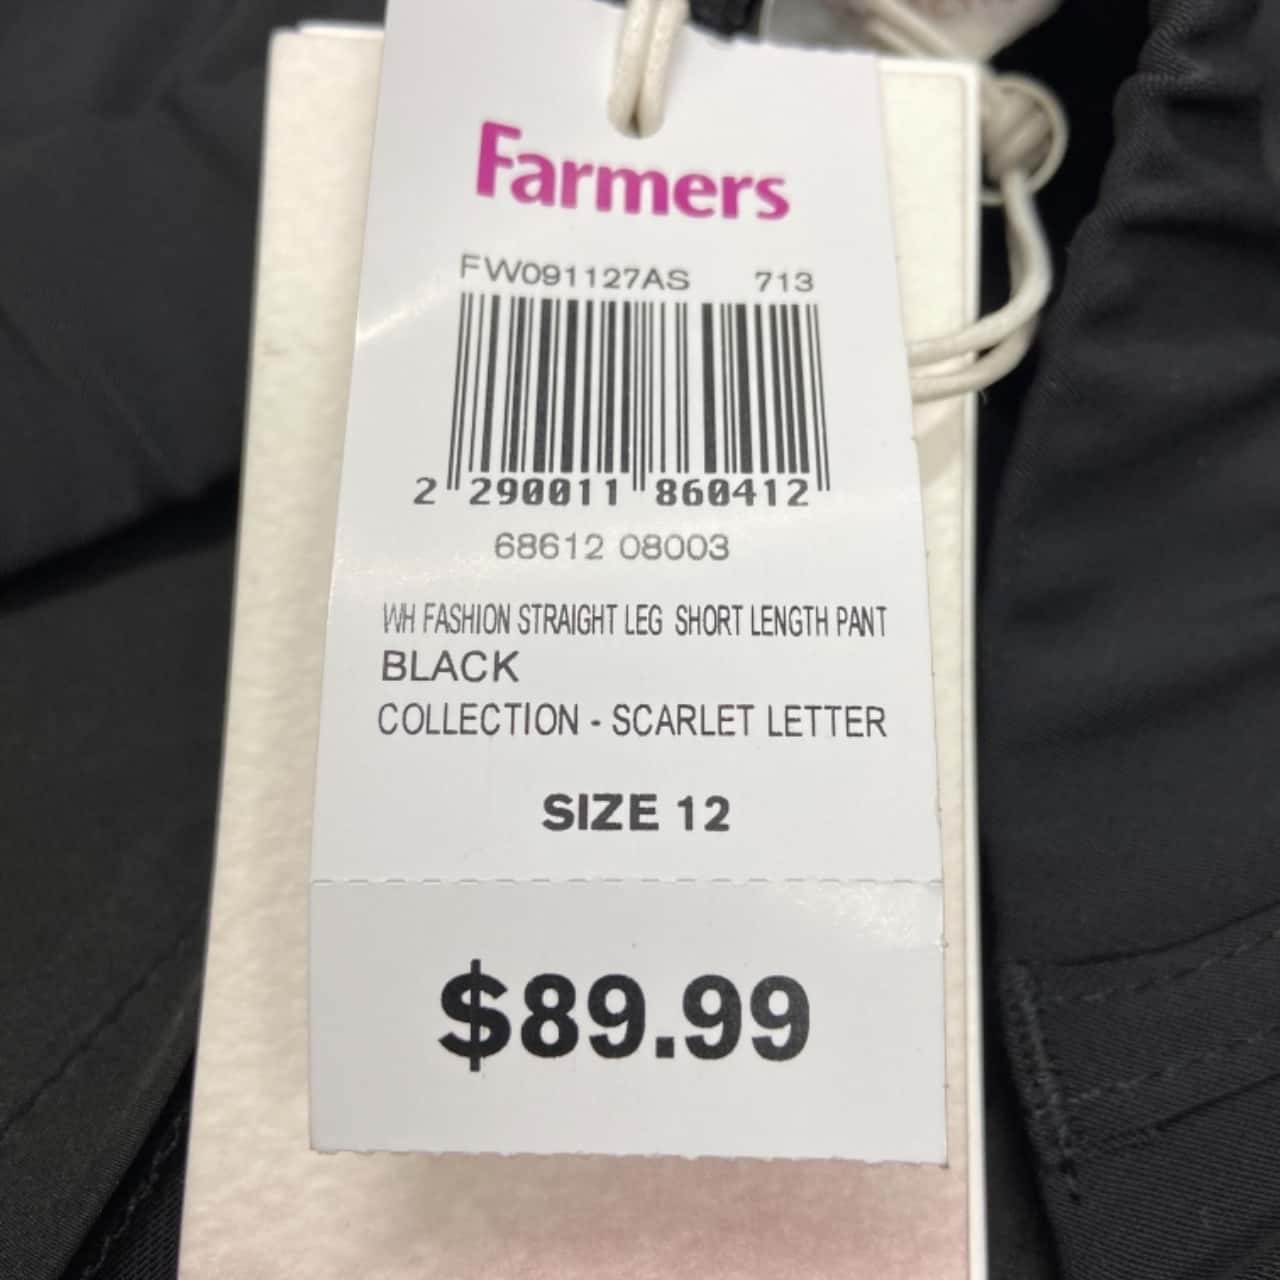 Farmers
FW091127AS 713
2 290011 860412
68612 08003
WH FASHION STRAIGHT LEG SHORT LENGTH PANT
BLACK
COLLECTION - SCARLET LETTER
SIZE 12
$89.99